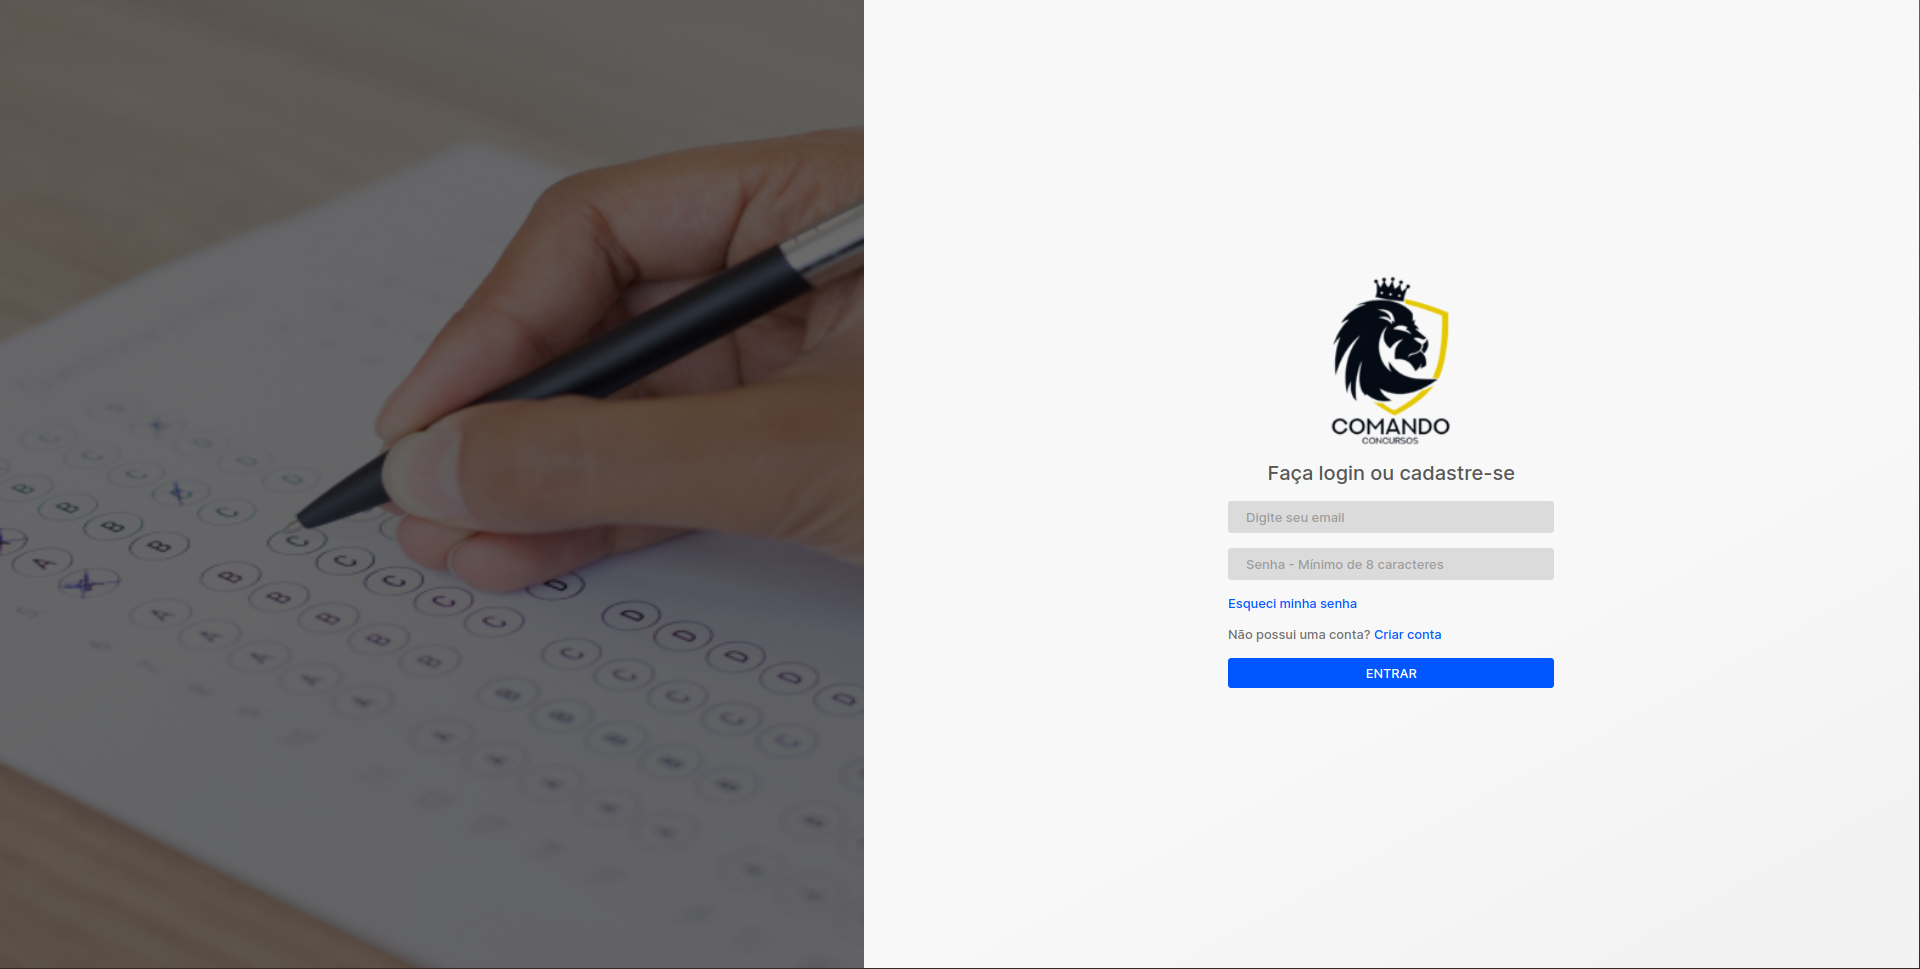 COMANDO
CONCURSOS
Faça login ou cadastre-se
Digite seu email
Senha - Mínimo de 8 caracteres
Esqueci minha senha
Não possui uma conta? Criar conta
ENTRAR